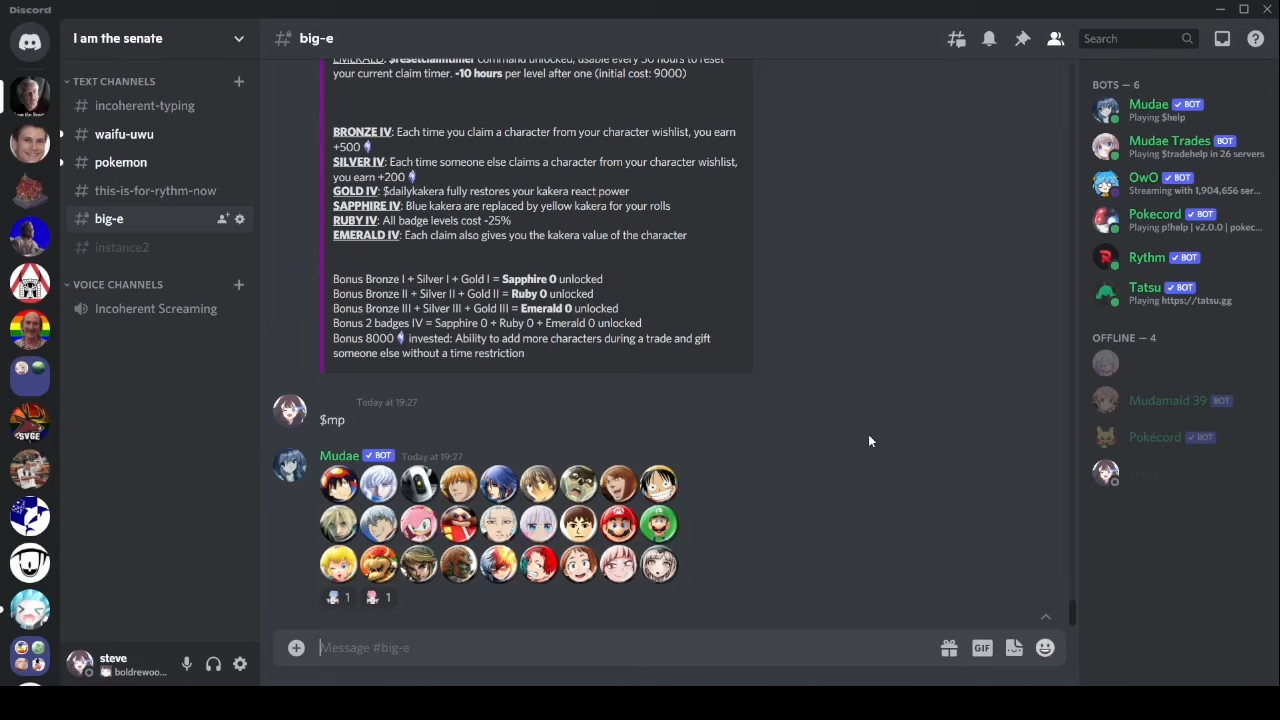 Discord
I am the senate
big-e
Search
TEXT CHANNELS
incoherent-typing
waifu-uwu
pokemon
this-is-for-rythm-now
big-e
instance2
VOICE CHANNELS
Incoherent Screaming
steve
boldrewoo...
EMERALD: $resetclaimtimer command unlocked, usable every 50 hours to reset
your current claim timer. -10 hours per level after one (initial cost: 9000)
BRONZE IV: Each time you claim a character from your character wishlist, you earn
+500
SILVER IV: Each time someone else claims a character from your character wishlist,
you earn +200
GOLD IV: $dailykakera fully restores your kakera react power
SAPPHIRE IV: Blue kakera are replaced by yellow kakera for your rolls
RUBY IV: All badge levels cost -25%
EMERALD IV: Each claim also gives you the kakera value of the character
Bonus Bronze I + Silver I + Gold I = Sapphire 0 unlocked
Bonus Bronze II + Silver II + Gold II = Ruby 0 unlocked
Bonus Bronze III + Silver III + Gold III = Emerald 0 unlocked
Bonus 2 badges IV = Sapphire 0 + Ruby 0 + Emerald 0 unlocked
Bonus 8000 invested: Ability to add more characters during a trade and gift
someone else without a time restriction
Today at 19:27
$mp
Mudae BOT Today at 19:27
1 1
Message #big-e
GIF
BOTS — 6
Mudae BOT
Playing $help
Mudae Trades BOT
Playing $tradehelp in 26 servers
OwO BOT
Streaming with 1,904,656 ser...
Pokecord BOT
Playing p!help | v2.0.0 | pokec...
Rythm BOT
Tatsu BOT
Playing https://tatsu.gg
OFFLINE — 4
Mudamaid 39 BOT
Pokécord BOT
SVGE